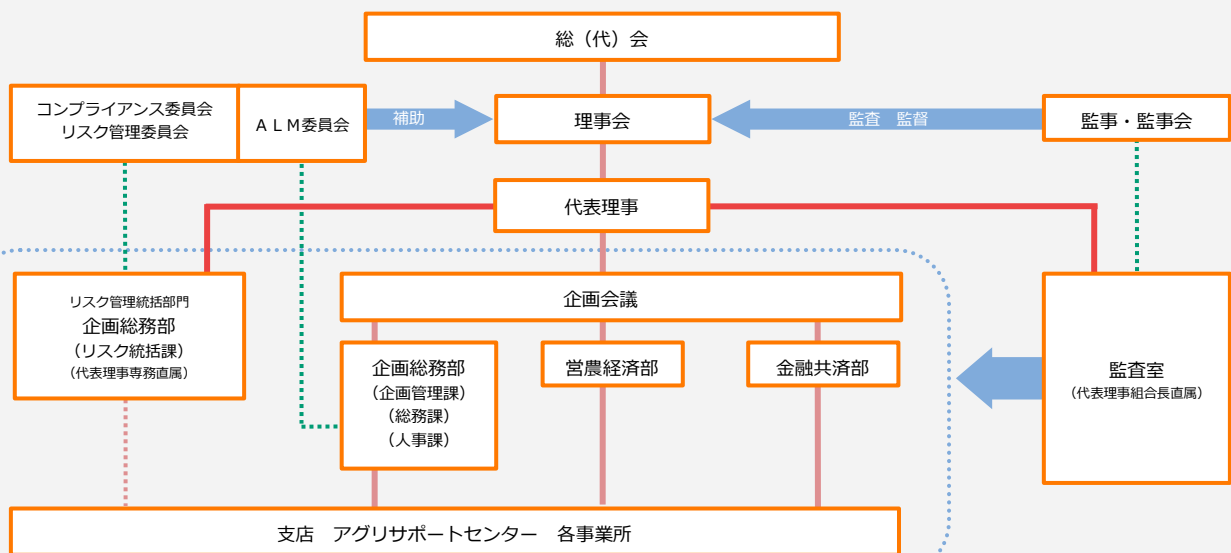 総（代）会
コンプライアンス委員会
リスク管理委員会
ＡＬＭ委員会
補助
理事会
監査　監督
監事・監事会
代表理事
リスク管理統括部門
企画総務部
（リスク統括課）
（代表理事専務直属）
企画会議
企画総務部
（企画管理課）
（総務課）
（人事課）
営農経済部
金融共済部
監査室
（代表理事組合長直属）
支店　アグリサポートセンター　各事業所